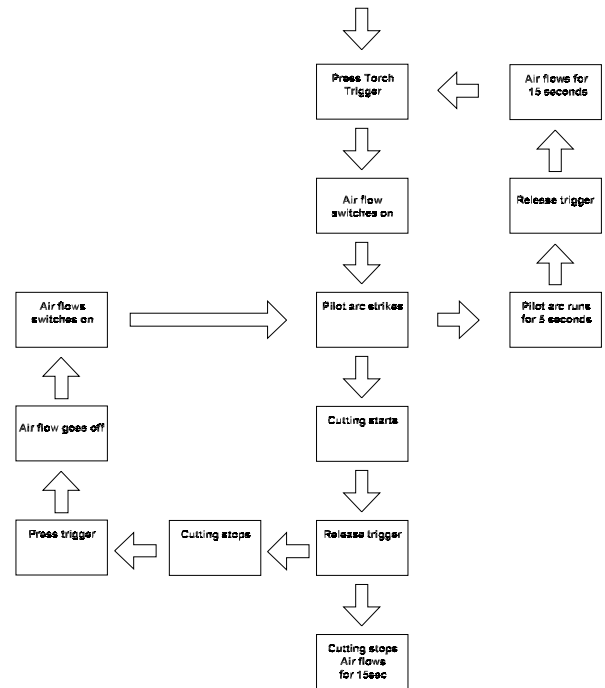 Press Torch
Trigger
Air flows for
15 seconds
Air flow
switches on
Release trigger
Air flows
switches on
Pilot arc strikes
Pilot arc runs
for 5 seconds
Air flow goes off
Cutting starts
Press trigger
Cutting stops
Release trigger
Cutting stops
Air flows
for 15sec